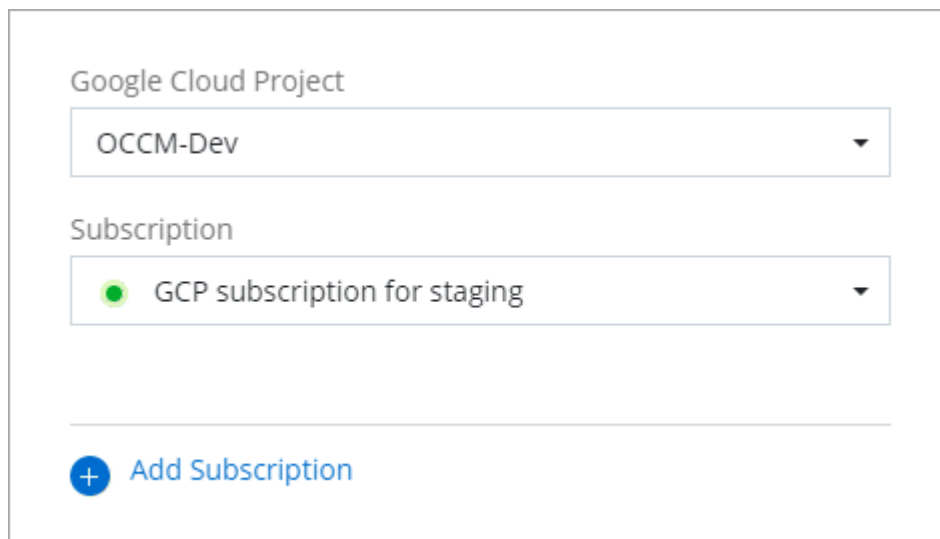 Google Cloud Project
OCCM-Dev
Subscription
GCP subscription for staging
Add Subscription